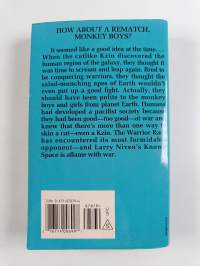 HOW ABOUT A REMATCH,
MONKEY BOYS?
It seemed like a good idea at the time. . . .
When the catlike Kzin discovered the
human region of the galaxy, they thought it
was time to scream and leap again. Bred to
be conquering warriors, they thought the
salad-munching apes of Earth wouldn't
even put up a good fight. Actually, they
should have been polite to the monkey
boys and girls from planet Earth. Humans
had developed a pacifist society because
they had been good—too good—at war and
knew that there's more than one way to
skin a cat—even a Kzin. The Warrior Race
has encountered its most formidable
opponent—and Larry Niven's Known
Space is aflame with war.